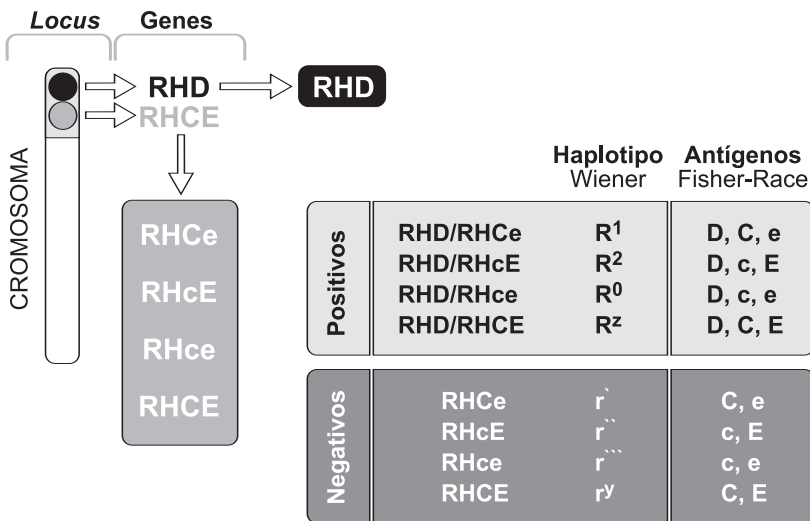 Locus Genes
RHD RHD
RHCE
CROMOSOMA
RHCe
RHcE
RHce
RHCE
Haplotipo Antígenos
Wiener Fisher-Race
Positivos
RHD/RHCe R1 D, C, e
RHD/RHcE R2 D, c, E
RHD/RHce R0 D, c, e
RHD/RHCE Rz D, C, E
Negativos
RHCe r` C, e
RHcE r`` c, E
RHce r``` c, e
RHCE ry C, E